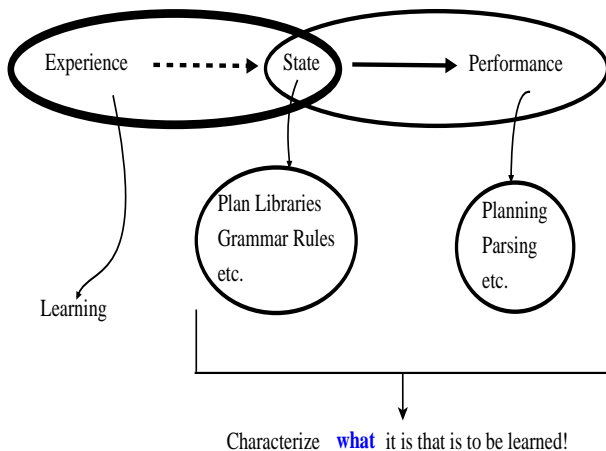 Experience
State
Performance
Plan Libraries
Grammar Rules
etc.
Planning
Parsing
etc.
Learning
Characterize what it is that is to be learned!